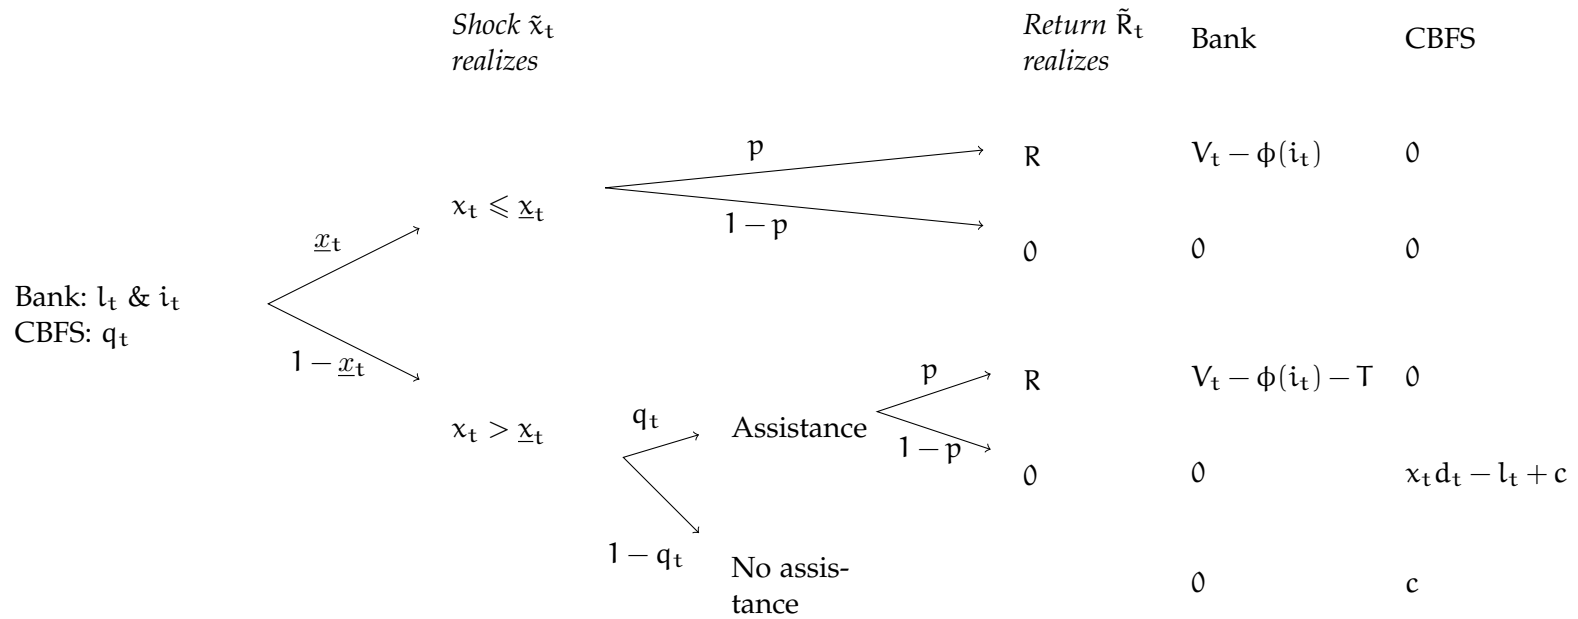 Shock x̃ₜ
realizes
Return R̃ₜ
realizes
Bank
CBFS
p
R
Vₜ − ϕ(iₜ)
0
xₜ ⩽ x̲ₜ
1 − p
x̲ₜ
0
0
0
Bank: lₜ & iₜ
CBFS: qₜ
1 − x̲ₜ
p
R
Vₜ − ϕ(iₜ) − T
0
xₜ > x̲ₜ
qₜ
Assistance
1 − p
0
0
xₜdₜ − lₜ + c
1 − qₜ
No assis-
tance
0
c